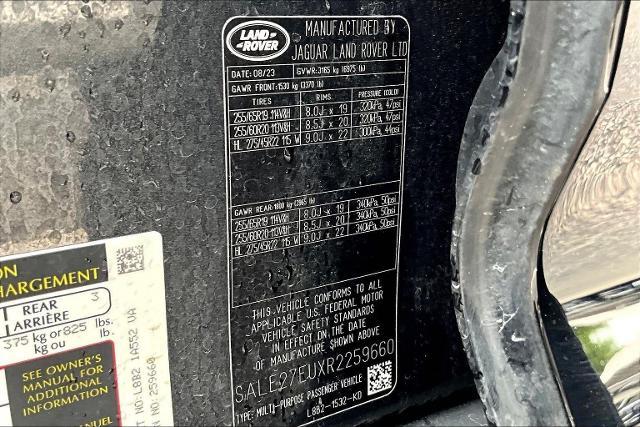 LAND ROVER
MANUFACTURED BY
JAGUAR LAND ROVER LTD
DATE: 08/23 GVWR: 3165 kg (6975 lb)
GAWR FRONT: 1530 kg (3370 lb)
TIRES RIMS PRESSURE (COLD)
255/65R19 114V&H 8.0J x 19 320kPa, 47psi
255/60R20 113V&H 8.5J x 20 320kPa, 47psi
HL 275/45R22 115 W 9.0J x 22 300kPa, 44psi
GAWR REAR: 1800 kg (3965 lb)
255/65R19 114V&H 8.0J x 19 340kPa, 50psi
255/60R20 113V&H 8.5J x 20 340kPa, 50psi
HL 275/45R22 115 W 9.0J x 22 340kPa, 50psi
THIS VEHICLE CONFORMS TO ALL
APPLICABLE U.S. FEDERAL MOTOR
VEHICLE SAFETY STANDARDS
IN EFFECT ON THE DATE
OF MANUFACTURE SHOWN ABOVE
SALE27EUXR2259660
TYPE: MULTI-PURPOSE PASSENGER VEHICLE
L8B2-1532-KD
ON
CHARGEMENT
REAR 3
ARRIÈRE
375 kg or 825 lbs.
kg ou lb.
SEE OWNER'S
MANUAL FOR
ADDITIONAL
INFORMATION
PART NO-L8B2 1A552 VA
259660